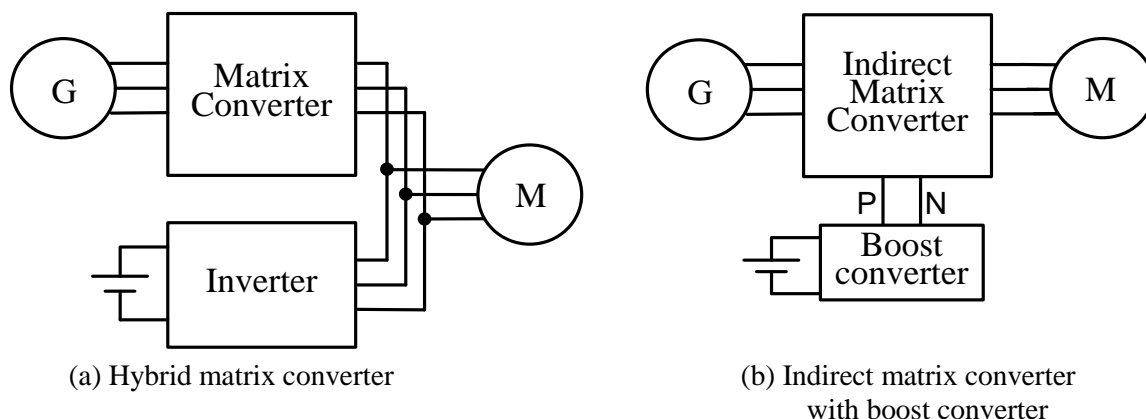 G
Matrix
Converter
M
Inverter
(a) Hybrid matrix converter
G
Indirect
Matrix
Converter
M
P N
Boost
converter
(b) Indirect matrix converter
with boost converter